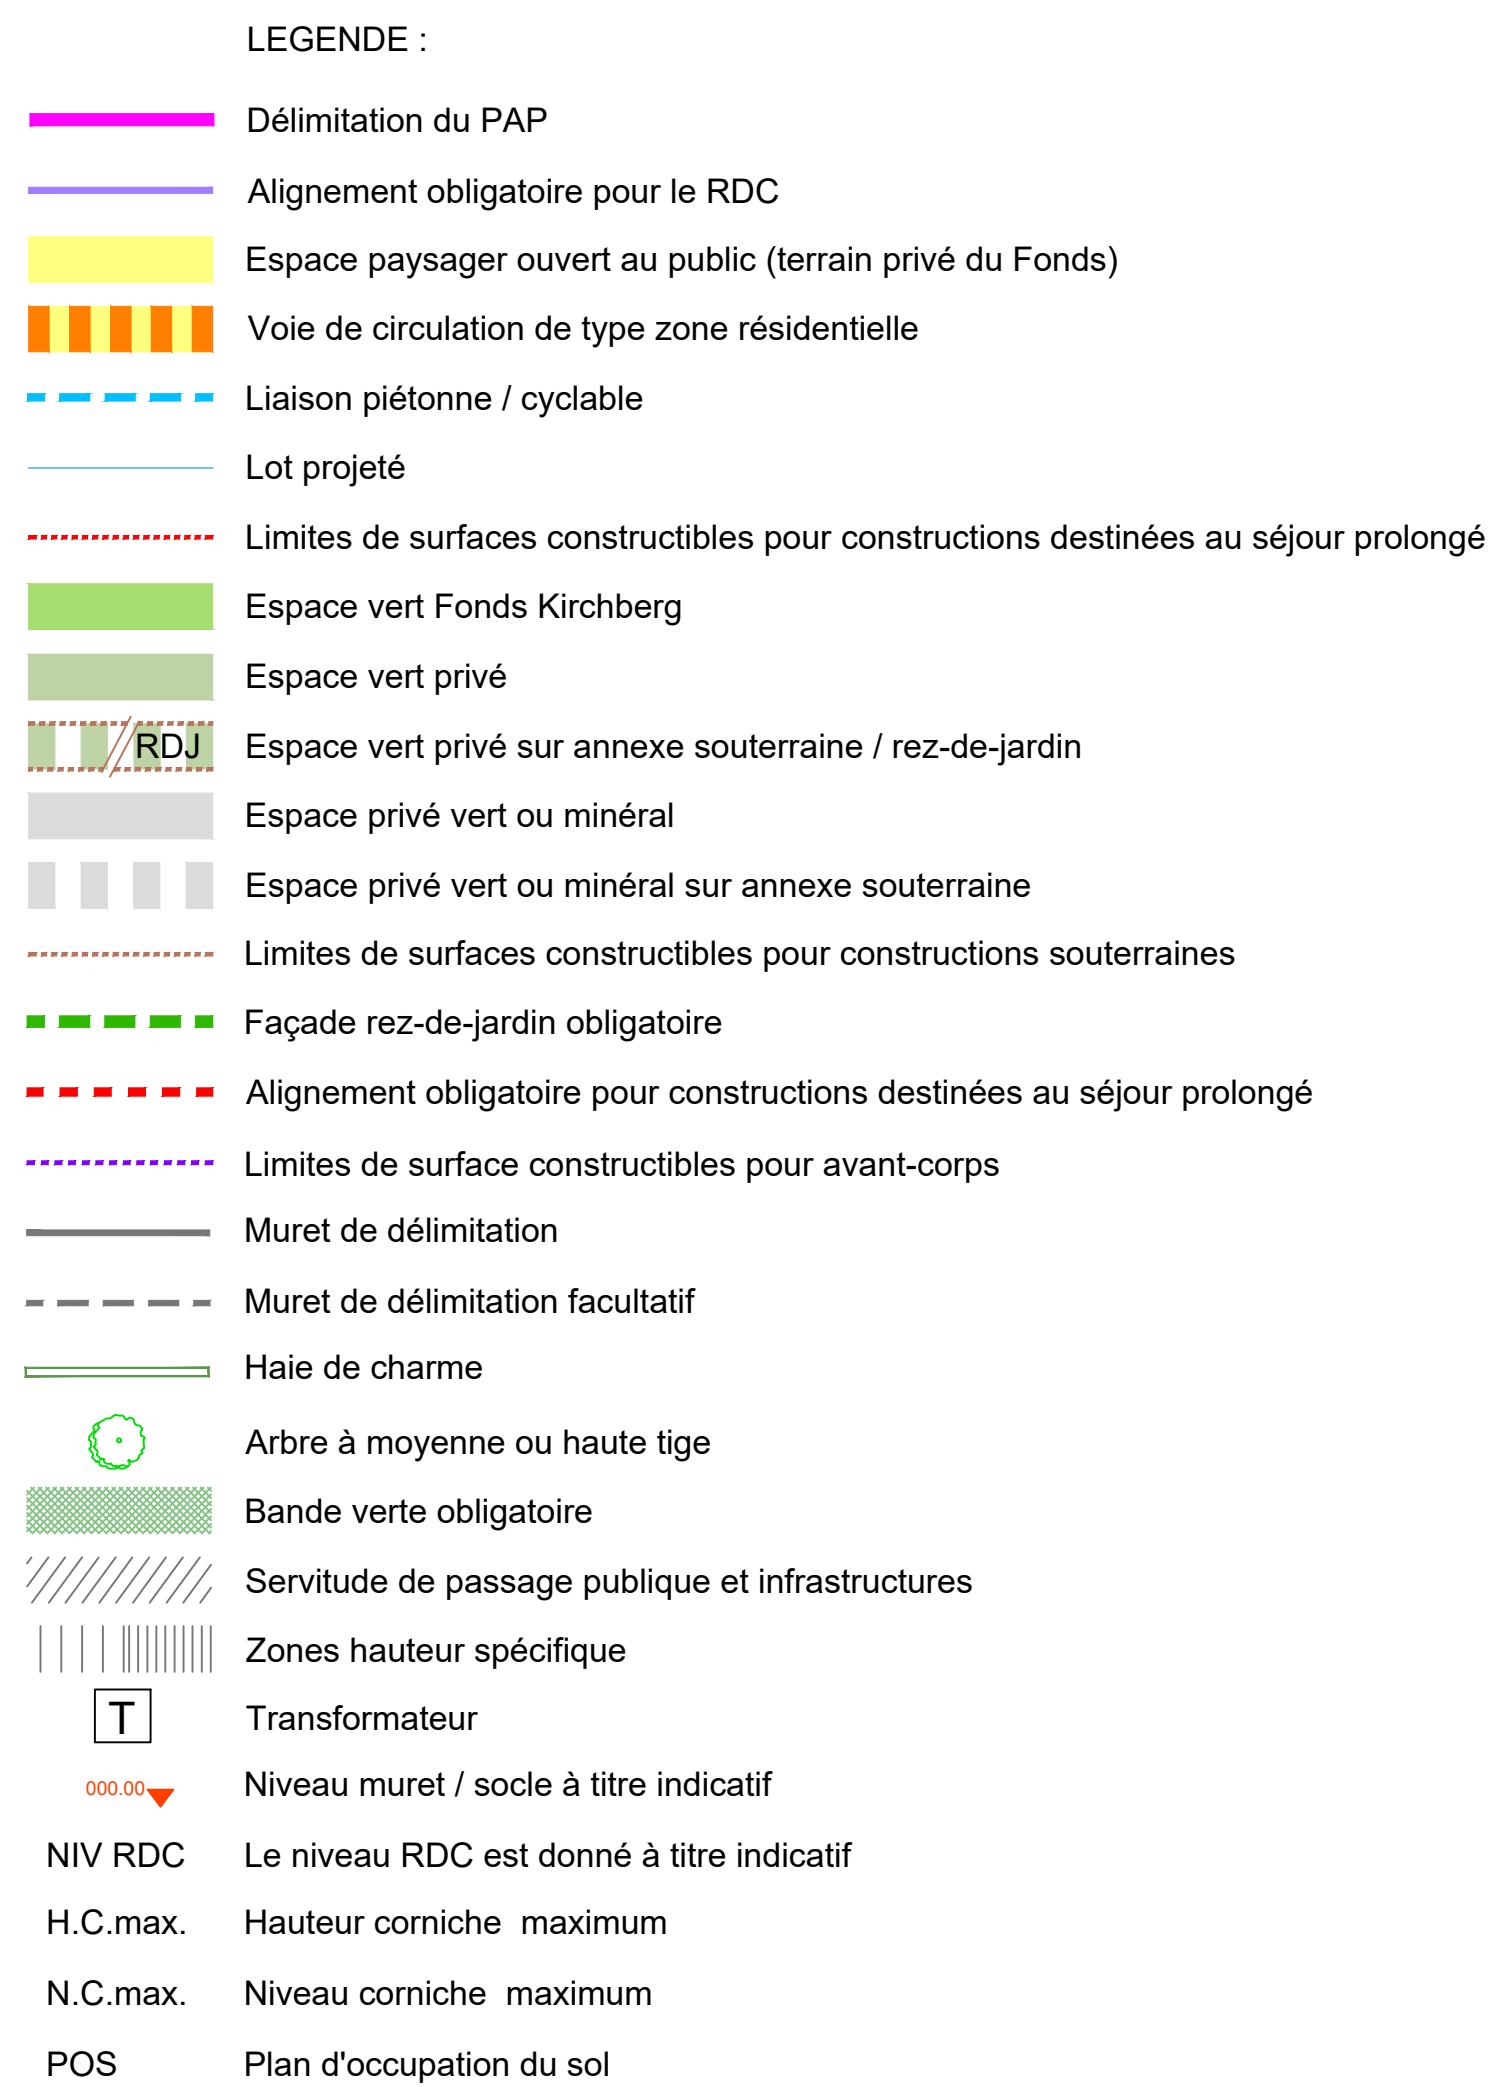 LEGENDE :
Délimitation du PAP
Alignement obligatoire pour le RDC
Espace paysager ouvert au public (terrain privé du Fonds)
Voie de circulation de type zone résidentielle
Liaison piétonne / cyclable
Lot projeté
Limites de surfaces constructibles pour constructions destinées au séjour prolongé
Espace vert Fonds Kirchberg
Espace vert privé
RDJ Espace vert privé sur annexe souterraine / rez-de-jardin
Espace privé vert ou minéral
Espace privé vert ou minéral sur annexe souterraine
Limites de surfaces constructibles pour constructions souterraines
Façade rez-de-jardin obligatoire
Alignement obligatoire pour constructions destinées au séjour prolongé
Limites de surface constructibles pour avant-corps
Muret de délimitation
Muret de délimitation facultatif
Haie de charme
Arbre à moyenne ou haute tige
Bande verte obligatoire
Servitude de passage publique et infrastructures
Zones hauteur spécifique
T Transformateur
000.00 Niveau muret / socle à titre indicatif
NIV RDC Le niveau RDC est donné à titre indicatif
H.C.max. Hauteur corniche maximum
N.C.max. Niveau corniche maximum
POS Plan d'occupation du sol